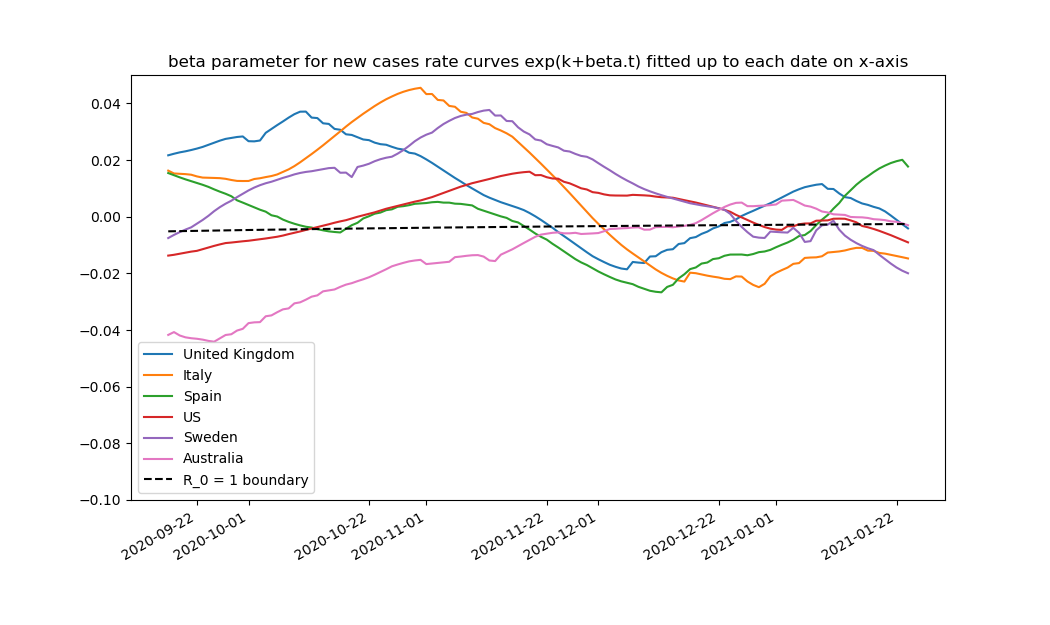 beta parameter for new cases rate curves exp(k+beta.t) fitted up to each date on x-axis
0.04
0.02
0.00
−0.02
−0.04
−0.06
−0.08
−0.10
United Kingdom
Italy
Spain
US
Sweden
Australia
R_0 = 1 boundary
2020-09-22
2020-10-01
2020-10-22
2020-11-01
2020-11-22
2020-12-01
2020-12-22
2021-01-01
2021-01-22